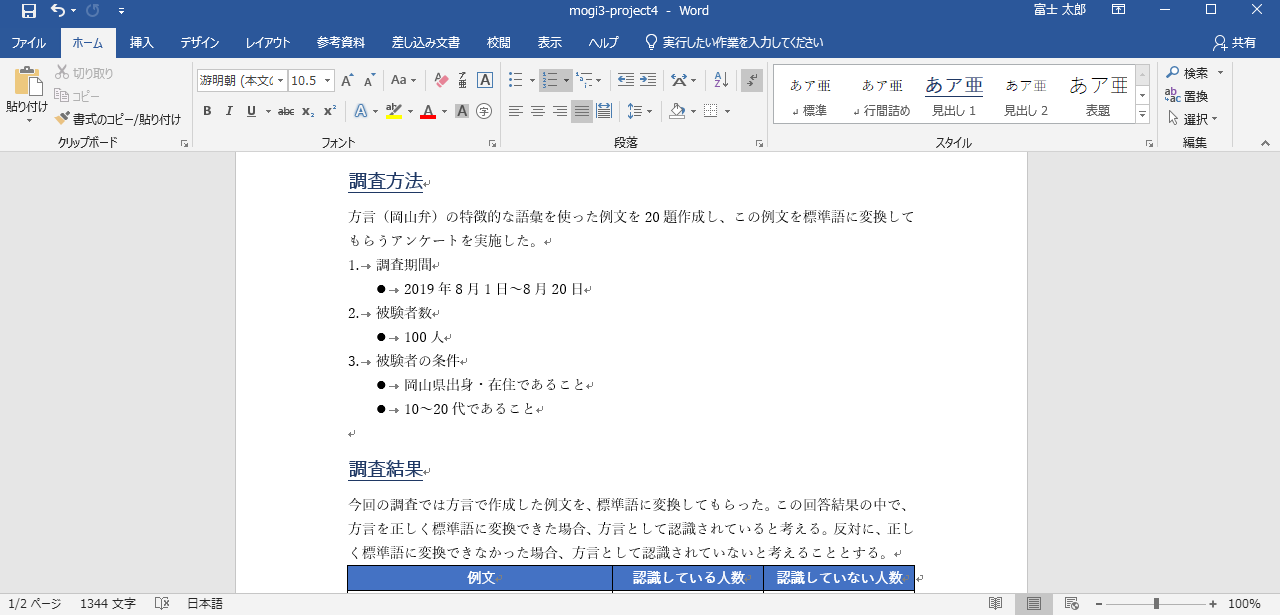 mogi3-project4 - Word
富士 太郎
ファイル ホーム 挿入 デザイン レイアウト 参考資料 差し込み文書 校閲 表示 ヘルプ 実行したい作業を入力してください 共有
貼り付け
切り取り
コピー
書式のコピー/貼り付け
クリップボード
游明朝 (本文の 10.5
フォント
段落
あア亜 あア亜 あア亜 あア亜 あア亜
標準 行間詰め 見出し 1 見出し 2 表題
スタイル
検索
置換
選択
編集
調査方法
方言（岡山弁）の特徴的な語彙を使った例文を 20 題作成し、この例文を標準語に変換して
もらうアンケートを実施した。
1. 調査期間
● 2019 年 8 月 1 日～8 月 20 日
2. 被験者数
● 100 人
3. 被験者の条件
● 岡山県出身・在住であること
● 10～20 代であること
調査結果
今回の調査では方言で作成した例文を、標準語に変換してもらった。この回答結果の中で、
方言を正しく標準語に変換できた場合、方言として認識されていると考える。反対に、正し
く標準語に変換できなかった場合、方言として認識されていないと考えることとする。
例文 認識している人数 認識していない人数
1/2 ページ 1344 文字 日本語 100%